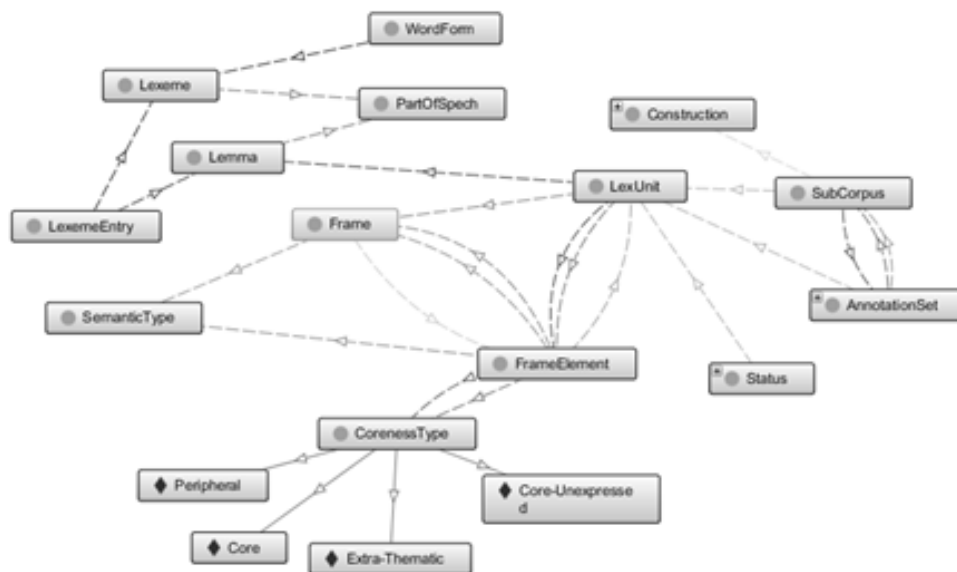 WordForm
Lexeme
PartOfSpech
Construction
Lemma
LexUnit
SubCorpus
LexemeEntry
Frame
SemanticType
AnnotationSet
FrameElement
Status
CorenessType
Peripheral
Core-Unexpresse
d
Core
Extra-Thematic